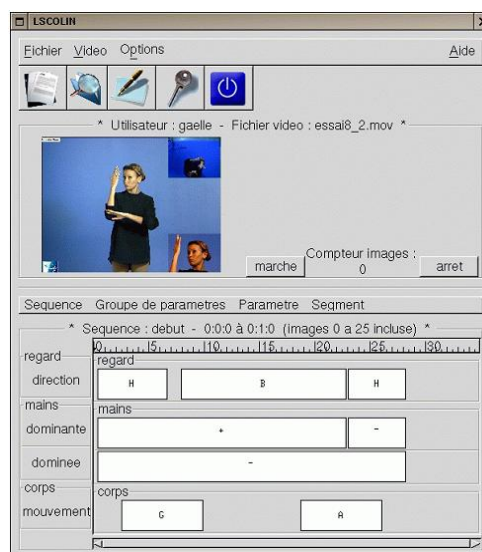 LSCOLIN
Fichier Video Options Aide
* Utilisateur : gaelle - Fichier video : essai8_2.mov *
Compteur images :
marche 0 arret
Sequence Groupe de parametres Parametre Segment
* Sequence : debut - 0:0:0 à 0:1:0 (images 0 a 25 incluse) *
0 5 10 15 20 25 30
regard regard
direction H B H
mains mains
dominante + -
dominee -
corps corps
mouvement G A